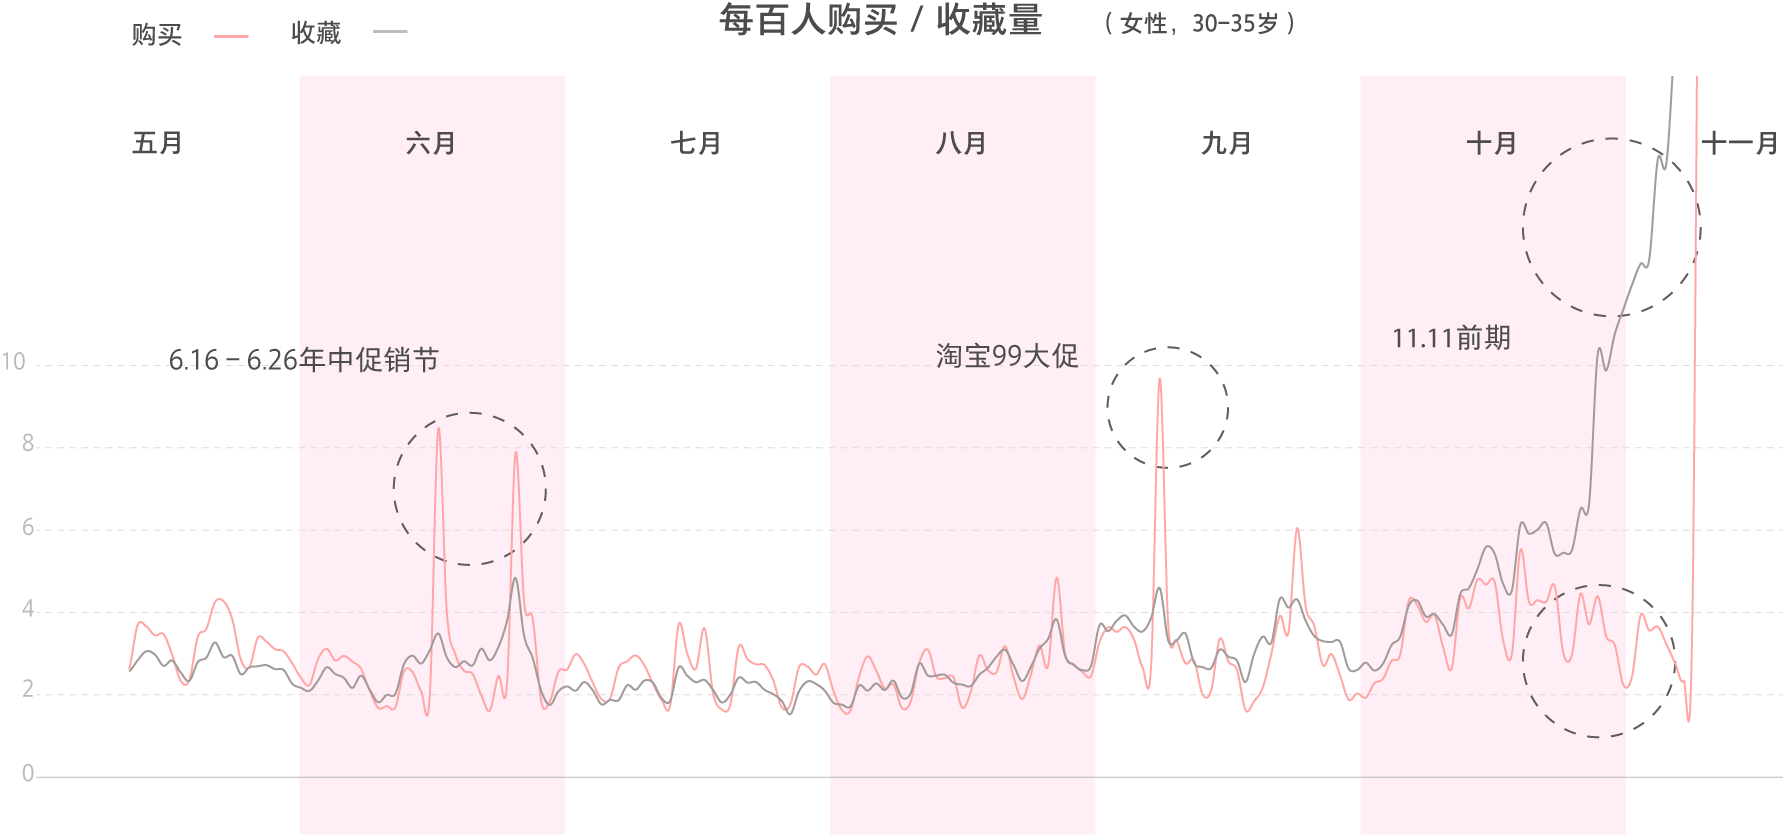 每百人购买 / 收藏量 （女性，30-35岁）
购买 收藏
五月 六月 七月 八月 九月 十月 十一月
11.11前期
6.16 - 6.26年中促销节 淘宝99大促
10
8
6
4
2
0